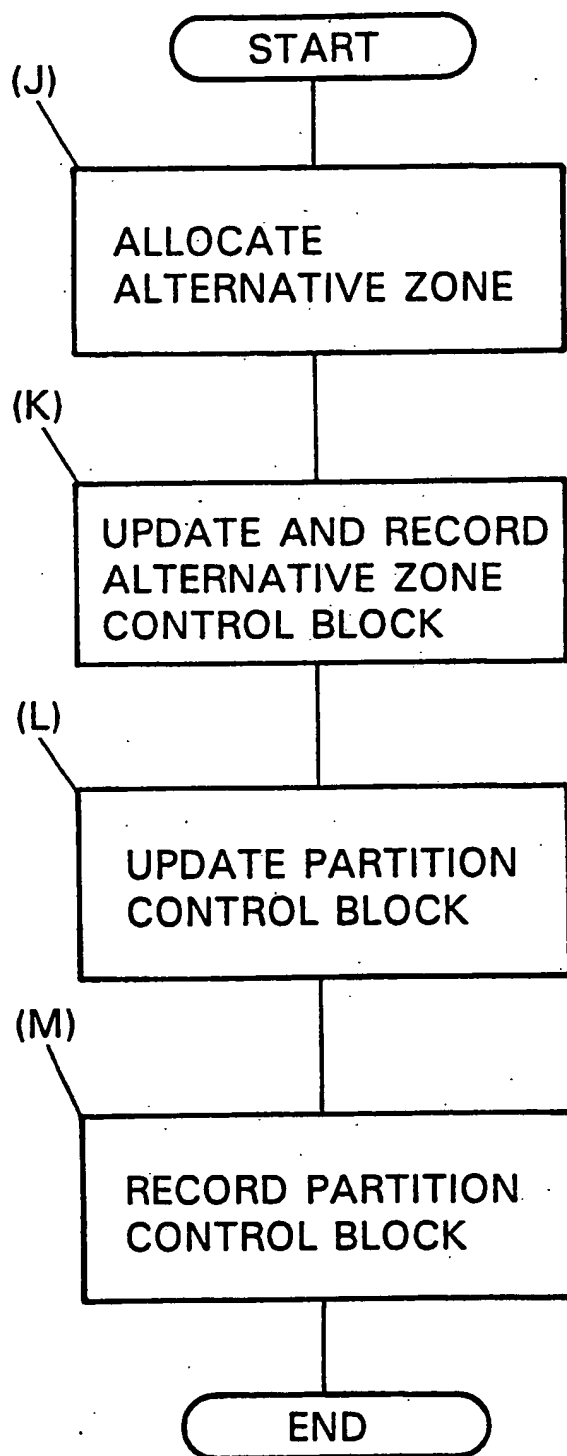 START
(J)
ALLOCATE
ALTERNATIVE ZONE
(K)
UPDATE AND RECORD
ALTERNATIVE ZONE
CONTROL BLOCK
(L)
UPDATE PARTITION
CONTROL BLOCK
(M)
RECORD PARTITION
CONTROL BLOCK
END